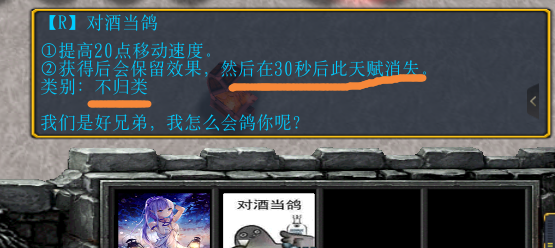 【R】对酒当鸽
①提高20点移动速度。
②获得后会保留效果，然后在30秒后此天赋消失。
类别：不归类
我们是好兄弟，我怎么会鸽你呢？
对酒当鸽